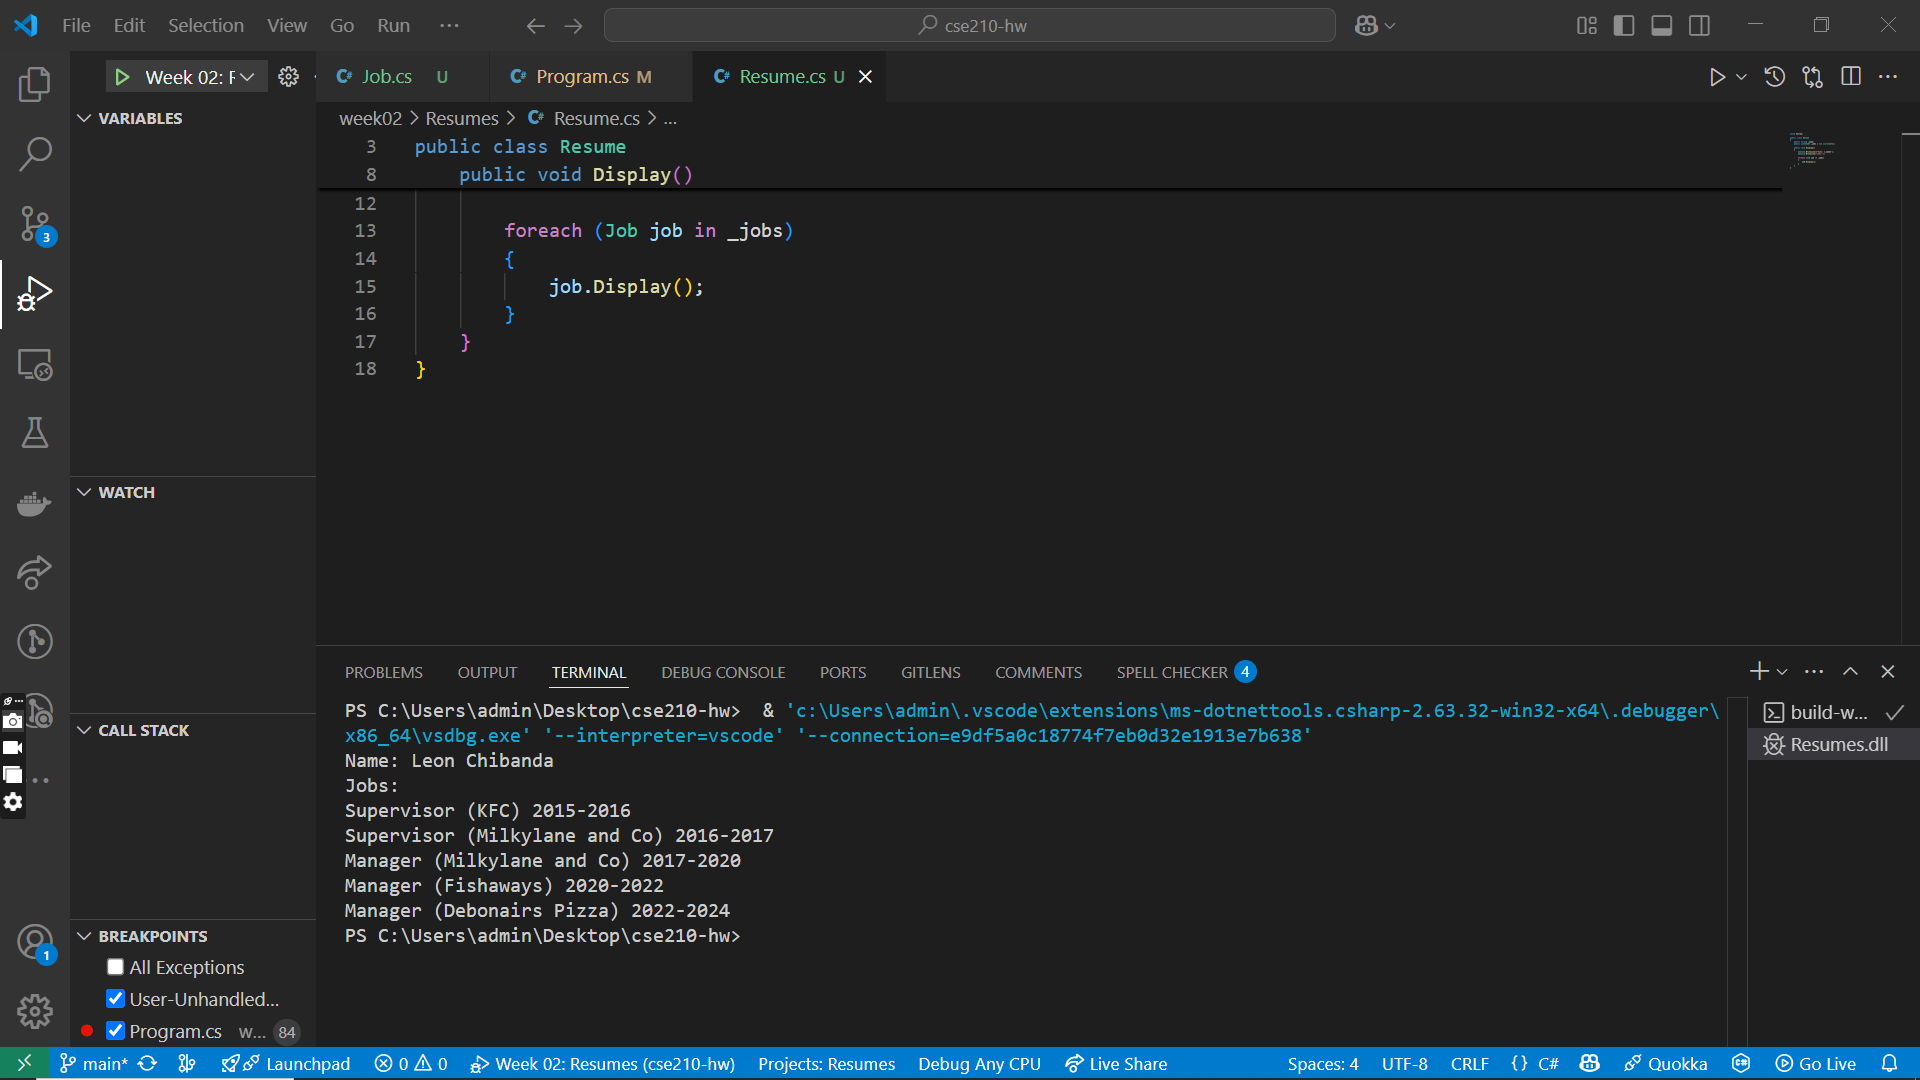 File Edit Selection View Go Run ··· cse210-hw
Week 02: F
Job.cs U
Program.cs M
Resume.cs U
week02 > Resumes > Resume.cs > ...
VARIABLES
3 public class Resume
8 public void Display()
12
13 foreach (Job job in _jobs)
14 {
15 job.Display();
16 }
17 }
18 }
3
WATCH
CALL STACK
BREAKPOINTS
All Exceptions
User-Unhandled...
Program.cs w... 84
1
PROBLEMS OUTPUT TERMINAL DEBUG CONSOLE PORTS GITLENS COMMENTS SPELL CHECKER 4
PS C:\Users\admin\Desktop\cse210-hw> & 'c:\Users\admin\.vscode\extensions\ms-dotnettools.csharp-2.63.32-win32-x64\.debugger\
x86_64\vsdbg.exe' '--interpreter=vscode' '--connection=e9df5a0c18774f7eb0d32e1913e7b638'
Name: Leon Chibanda
Jobs:
Supervisor (KFC) 2015-2016
Supervisor (Milkylane and Co) 2016-2017
Manager (Milkylane and Co) 2017-2020
Manager (Fishaways) 2020-2022
Manager (Debonairs Pizza) 2022-2024
PS C:\Users\admin\Desktop\cse210-hw>
build-w...
Resumes.dll
main* Launchpad 0 0 Week 02: Resumes (cse210-hw) Projects: Resumes Debug Any CPU Live Share Spaces: 4 UTF-8 CRLF {} C# Quokka Go Live